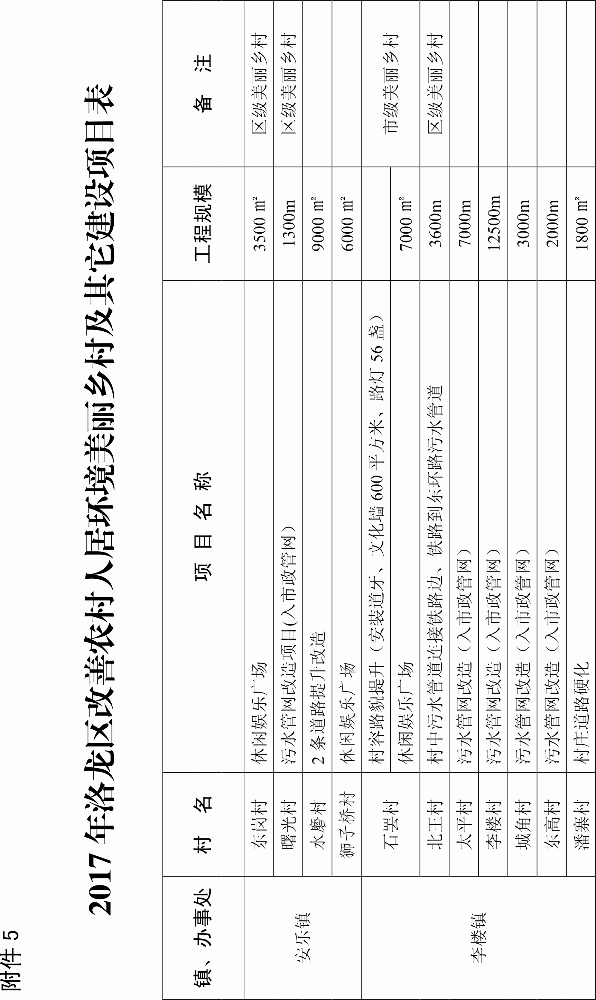 附件 5
2017 年洛龙区改善农村人居环境美丽乡村及其它建设项目表
镇、办事处 村 名 项 目 名 称 工程规模 备 注
安乐镇 东岗村 休闲娱乐广场 3500 ㎡ 区级美丽乡村
曙光村 污水管网改造项目(入市政管网） 1300m 区级美丽乡村
水磨村 2 条道路提升改造 9000 ㎡
狮子桥村 休闲娱乐广场 6000 ㎡
李楼镇 石罢村 村容路貌提升（安装道牙、文化墙 600 平方米、路灯 56 盏） 市级美丽乡村
休闲娱乐广场 7000 ㎡
北王村 村中污水管道连接铁路边、铁路到东环路污水管道 3600m 区级美丽乡村
太平村 污水管网改造（入市政管网） 7000m
李楼村 污水管网改造（入市政管网） 12500m
城角村 污水管网改造（入市政管网） 3000m
东高村 污水管网改造（入市政管网） 2000m
潘寨村 村庄道路硬化 1800 ㎡